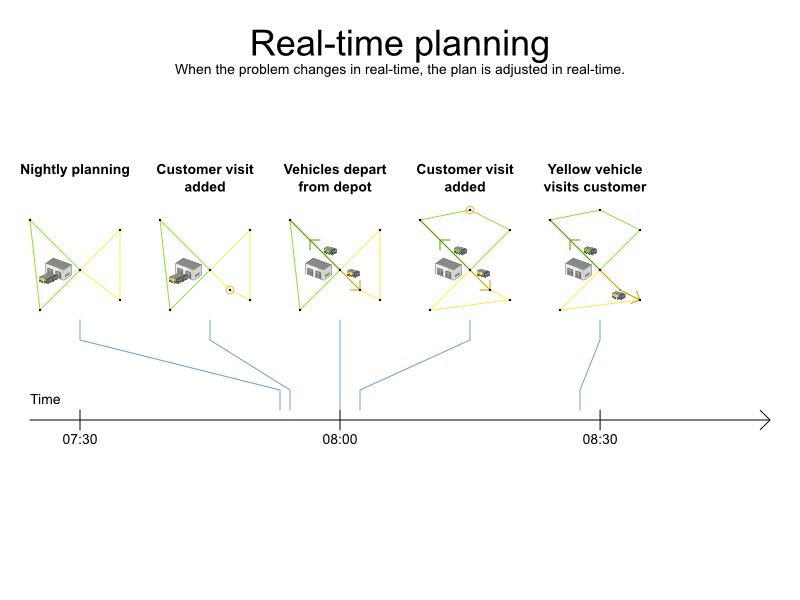 Real-time planning
When the problem changes in real-time, the plan is adjusted in real-time.
Nightly planning
Customer visit
added
Vehicles depart
from depot
Customer visit
added
Yellow vehicle
visits customer
Time
07:30
08:00
08:30